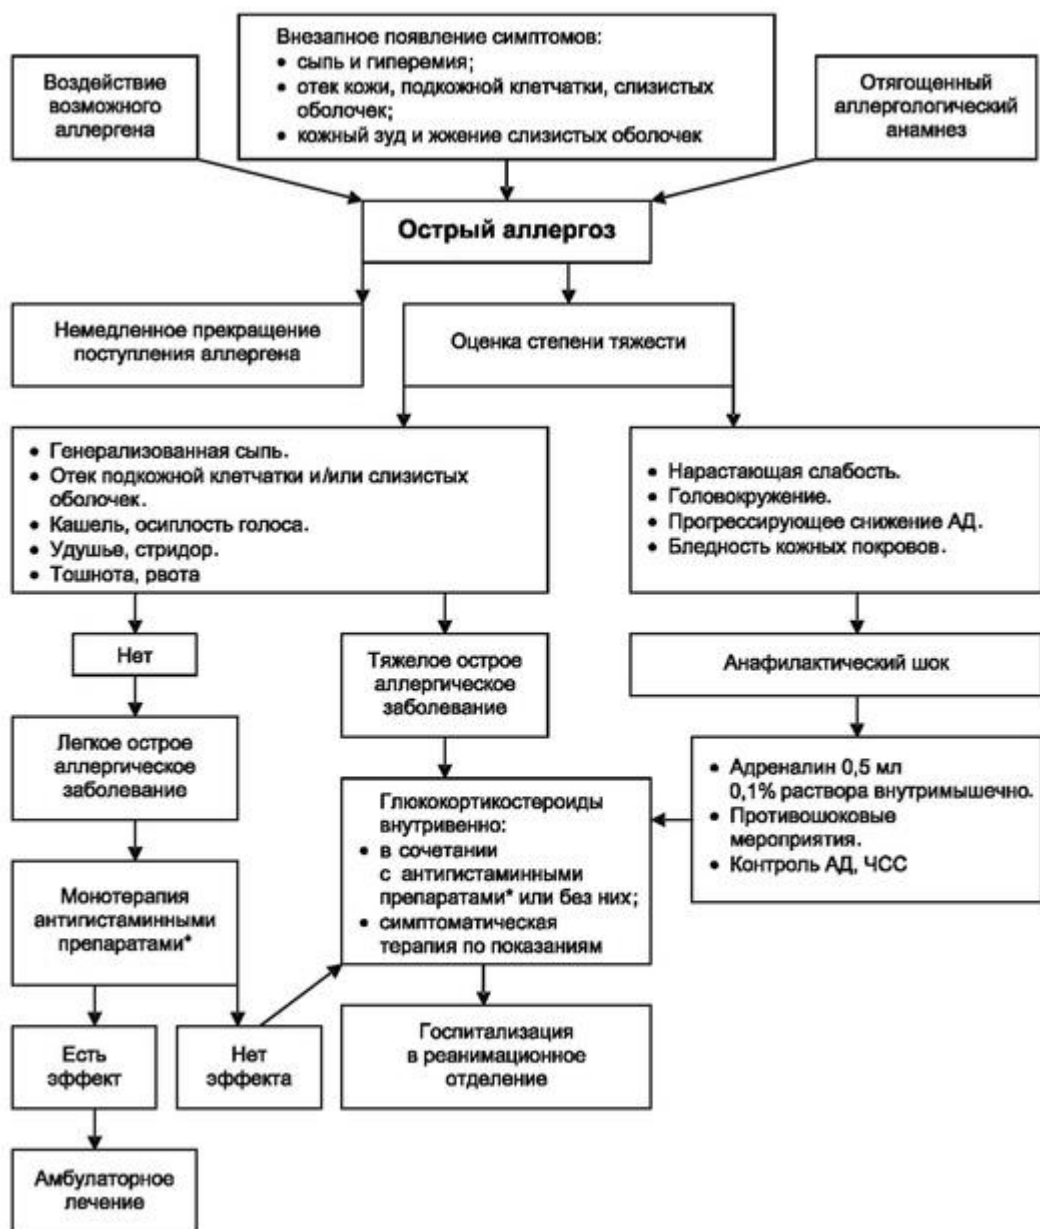 Внезапное появление симптомов:
• сыпь и гиперемия;
• отек кожи, подкожной клетчатки, слизистых
оболочек;
• кожный зуд и жжение слизистых оболочек
Воздействие
возможного
аллергена
Отягощенный
аллергологический
анамнез
Острый аллергоз
Немедленное прекращение
поступления аллергена
Оценка степени тяжести
• Генерализованная сыпь.
• Отек подкожной клетчатки и/или слизистых
оболочек.
• Кашель, осиплость голоса.
• Удушье, стридор.
• Тошнота, рвота
• Нарастающая слабость.
• Головокружение.
• Прогрессирующее снижение АД.
• Бледность кожных покровов.
Нет
Тяжелое острое
аллергическое
заболевание
Анафилактический шок
Легкое острое
аллергическое
заболевание
Глюкокортикостероиды
внутривенно:
• в сочетании
с антигистаминными
препаратами* или без них;
• симптоматическая
терапия по показаниям
• Адреналин 0,5 мл
0,1% раствора внутримышечно.
• Противошоковые
мероприятия.
• Контроль АД, ЧСС
Монотерапия
антигистаминными
препаратами*
Есть
эффект
Нет
эффекта
Госпитализация
в реанимационное
отделение
Амбулаторное
лечение